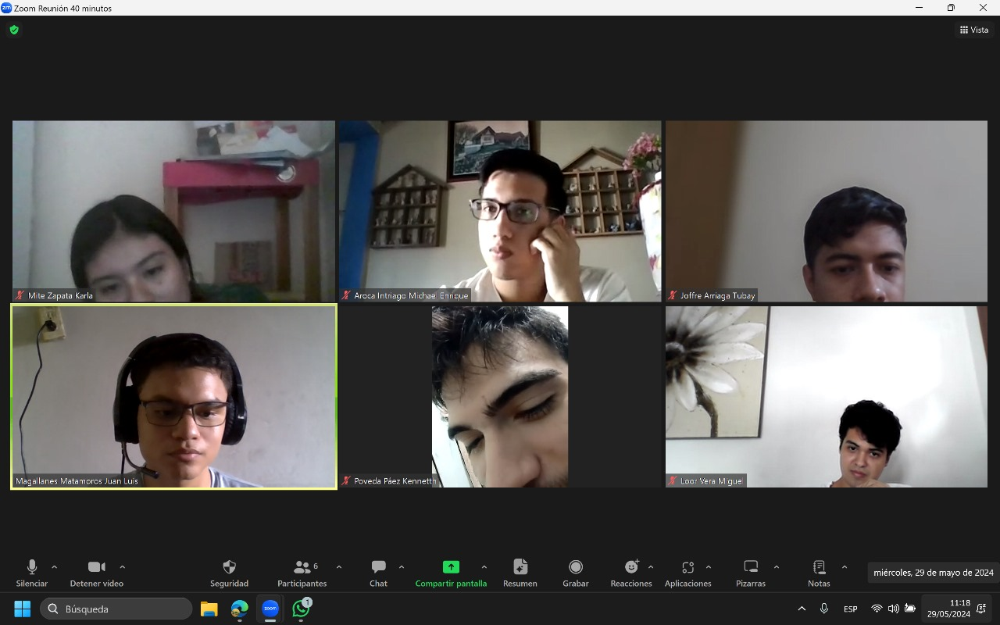 zm Zoom Reunión 40 minutos
Vista
Mite Zapata Karla
Aroca Intriago Michael Enrique
Joffre Arriaga Tubay
Magallanes Matamoros Juan Luis
Poveda Páez Kenneth
Loor Vera Miguel
Silenciar
Detener video
Seguridad
6
Participantes
Chat
Compartir pantalla
Resumen
Grabar
Reacciones
Aplicaciones
Pizarras
Notas
miércoles, 29 de mayo de 2024
Búsqueda
zoom
1
ESP
11:18
29/05/2024